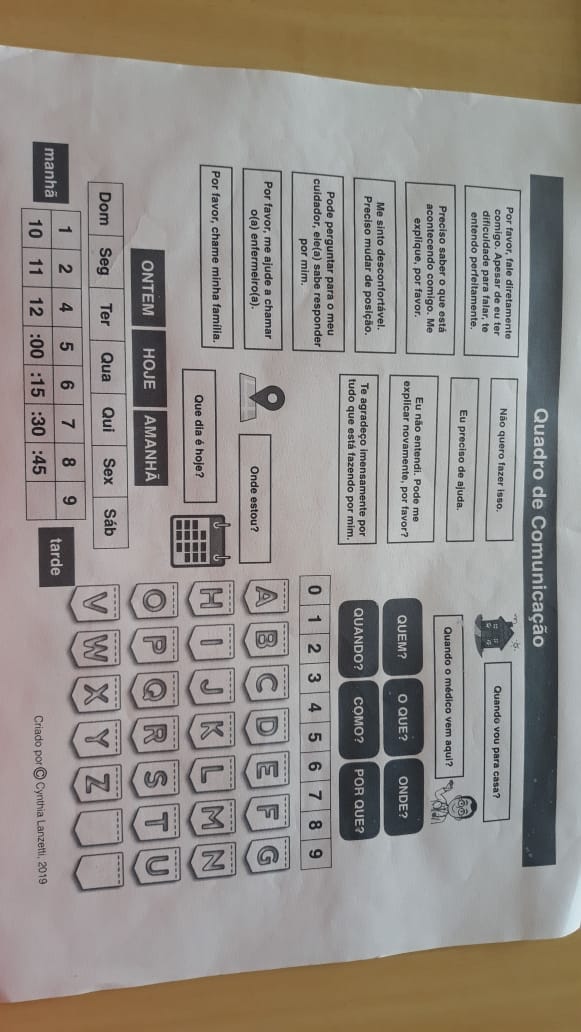 Quadro de Comunicação
Por favor, fale diretamente
comigo. Apesar de eu ter
dificuldade para falar, te
entendo perfeitamente.
Preciso saber o que está
acontecendo comigo. Me
explique, por favor.
Me sinto desconfortável.
Preciso mudar de posição.
Pode perguntar para o meu
cuidador, ele(a) sabe responder
por mim.
Por favor, me ajude a chamar
o(a) enfermeiro(a).
Por favor, chame minha família.
Não quero fazer isso.
Eu preciso de ajuda.
Eu não entendi. Pode me
explicar novamente, por favor?
Te agradeço imensamente por
tudo que está fazendo por mim.
Onde estou?
Que dia é hoje?
Quando vou para casa?
Quando o médico vem aqui?
QUEM? O QUE? ONDE?
QUANDO? COMO? POR QUE?
0 1 2 3 4 5 6 7 8 9
A B C D E F G
H I J K L M N
O P Q R S T U
V W X Y Z
ONTEM HOJE AMANHÃ
Dom Seg Ter Qua Qui Sex Sáb
manhã
1 2 4 5 6 7 8 9
10 11 12 :00 :15 :30 :45
tarde
Criado por © Cynthia Lanzetti, 2019